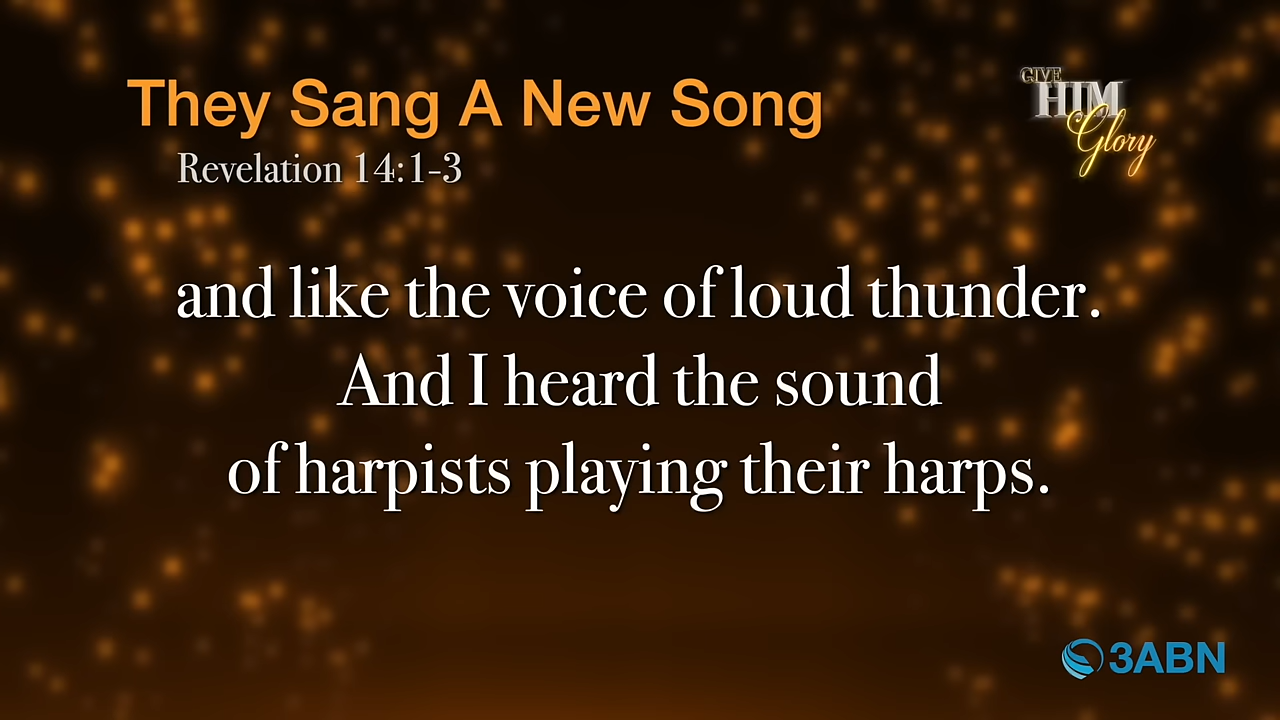 They Sang A New Song
Revelation 14:1-3
GIVE
HIM
Glory
and like the voice of loud thunder.
And I heard the sound
of harpists playing their harps.
3ABN